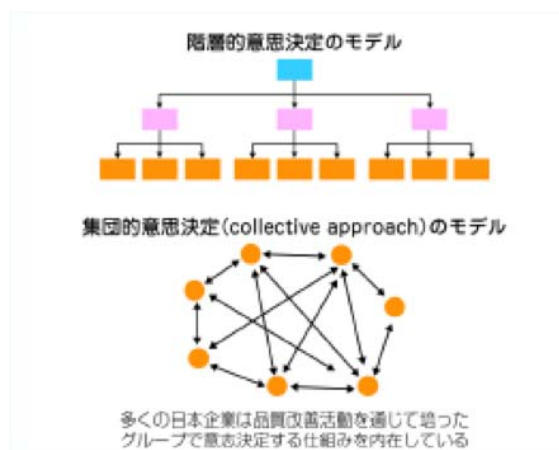 階層的意思決定のモデル
集団的意思決定(collective approach)のモデル
多くの日本企業は品質改善活動を通じて培った
グループで意志決定する仕組みを内在している